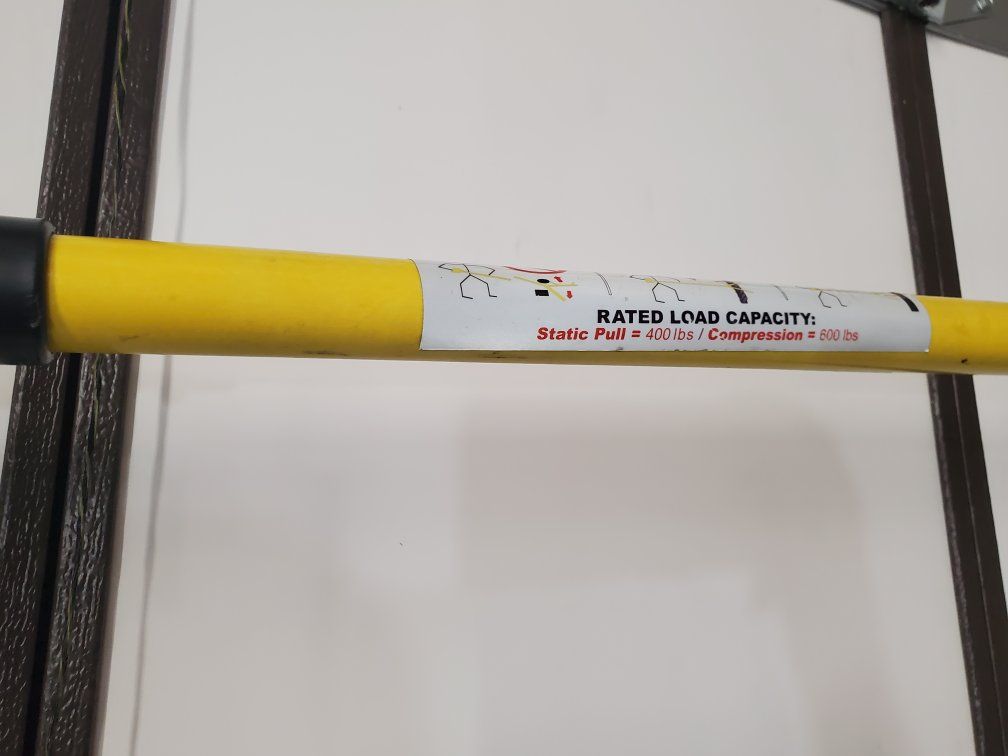 RATED LOAD CAPACITY:
Static Pull = 400 lbs / Compression = 600 lbs